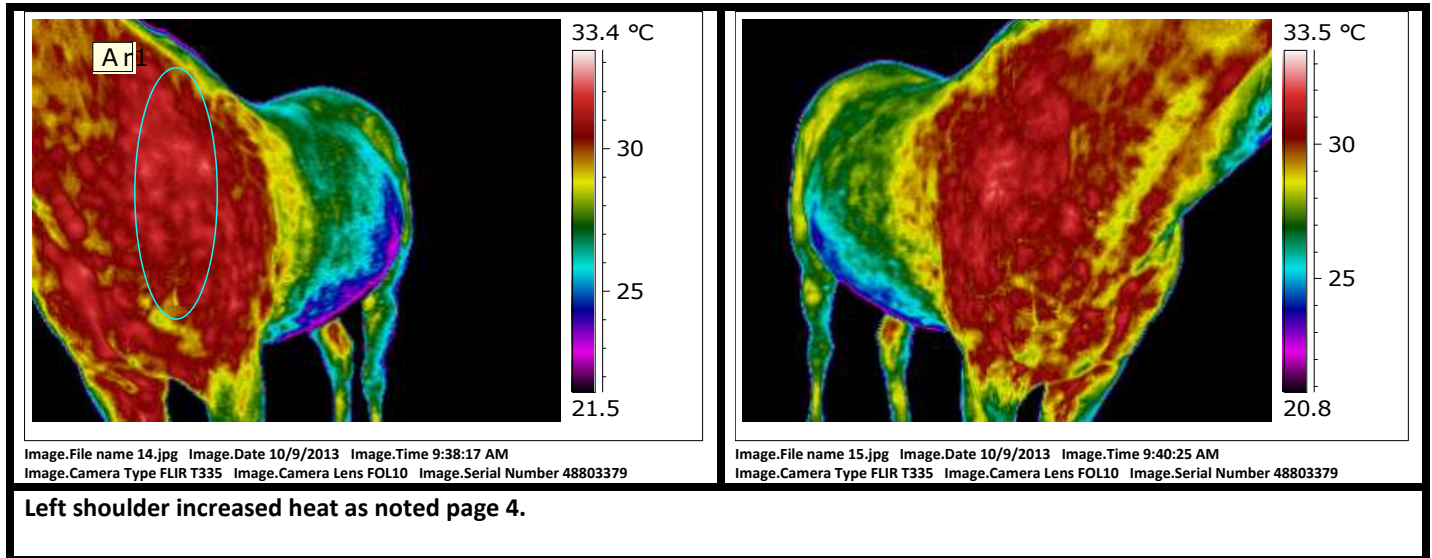 Ar1
33.4 °C
30
25
21.5
33.5 °C
30
25
20.8
Image.File name 14.jpg Image.Date 10/9/2013 Image.Time 9:38:17 AM
Image.Camera Type FLIR T335 Image.Camera Lens FOL10 Image.Serial Number 48803379
Image.File name 15.jpg Image.Date 10/9/2013 Image.Time 9:40:25 AM
Image.Camera Type FLIR T335 Image.Camera Lens FOL10 Image.Serial Number 48803379
Left shoulder increased heat as noted page 4.